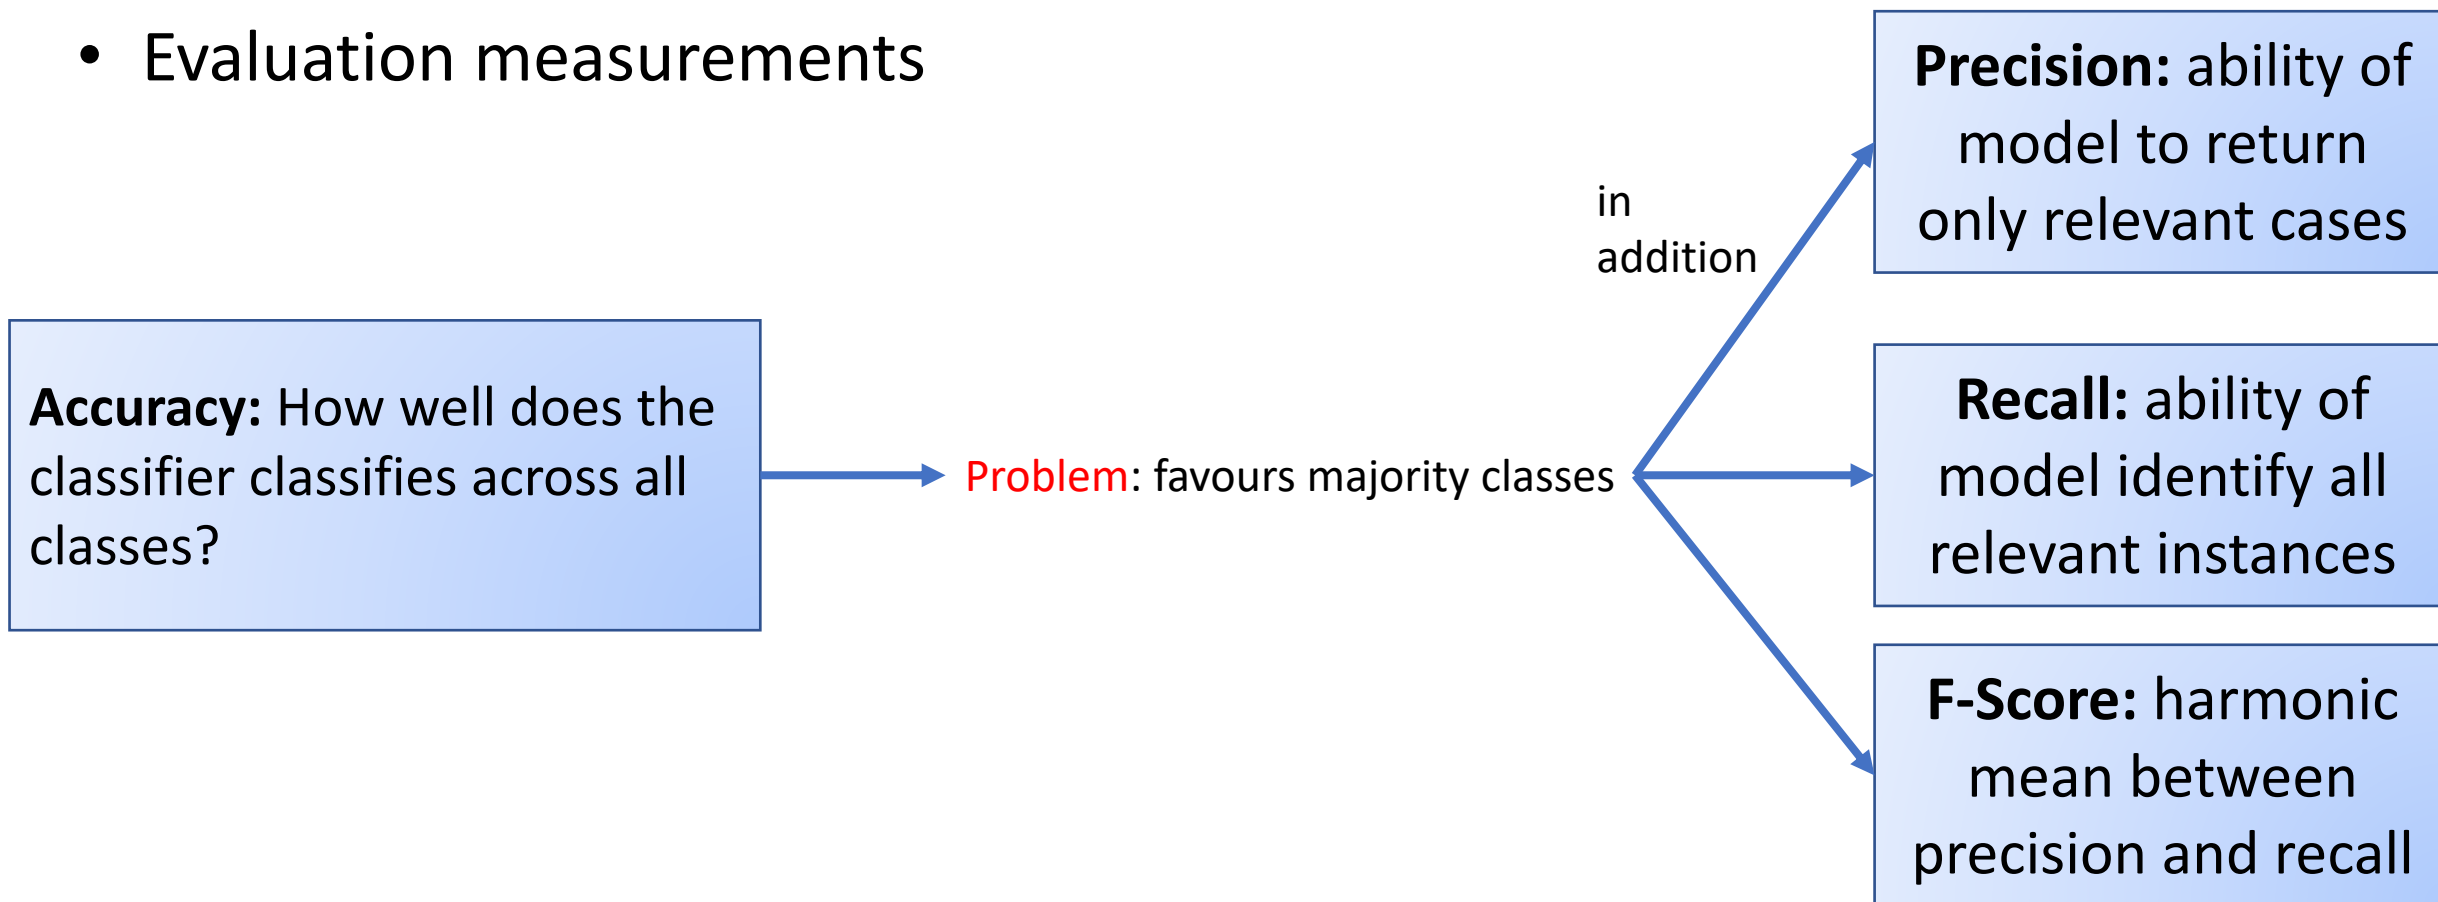 • Evaluation measurements
Accuracy: How well does the
classifier classifies across all
classes?
Problem: favours majority classes
in
addition
Precision: ability of
model to return
only relevant cases
Recall: ability of
model identify all
relevant instances
F-Score: harmonic
mean between
precision and recall